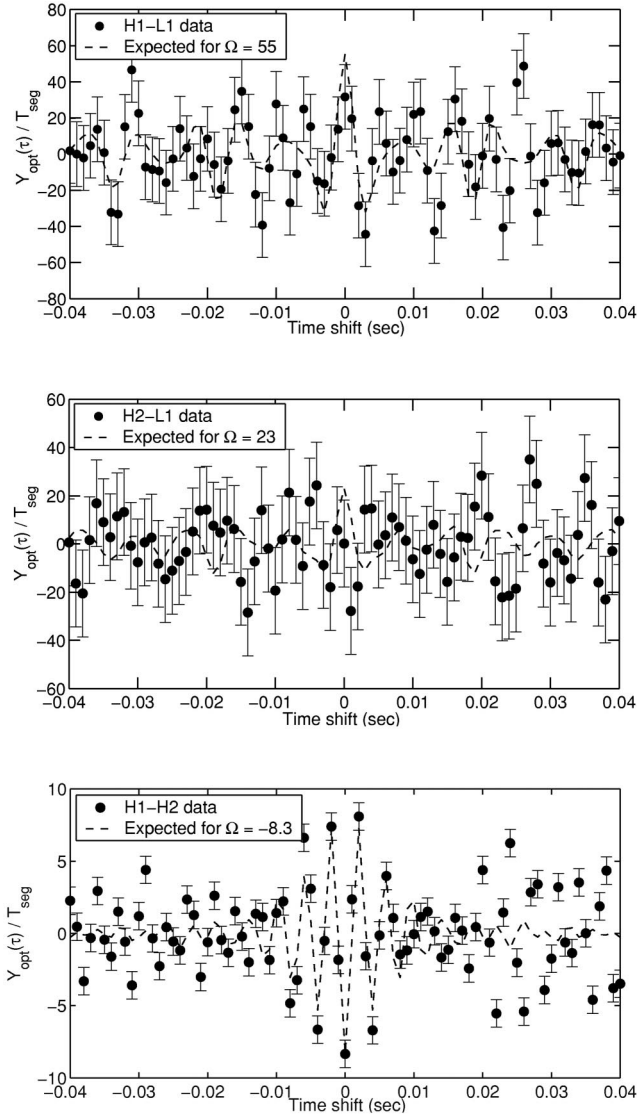 80
60
40
20
0
−20
−40
−60
−80
Y_opt(τ) / T_seg
H1−L1 data
Expected for Ω = 55
−0.04 −0.03 −0.02 −0.01 0 0.01 0.02 0.03 0.04
Time shift (sec)
60
40
20
0
−20
−40
−60
Y_opt(τ) / T_seg
H2−L1 data
Expected for Ω = 23
−0.04 −0.03 −0.02 −0.01 0 0.01 0.02 0.03 0.04
Time shift (sec)
10
5
0
−5
−10
Y_opt(τ) / T_seg
H1−H2 data
Expected for Ω = −8.3
−0.04 −0.03 −0.02 −0.01 0 0.01 0.02 0.03 0.04
Time shift (sec)